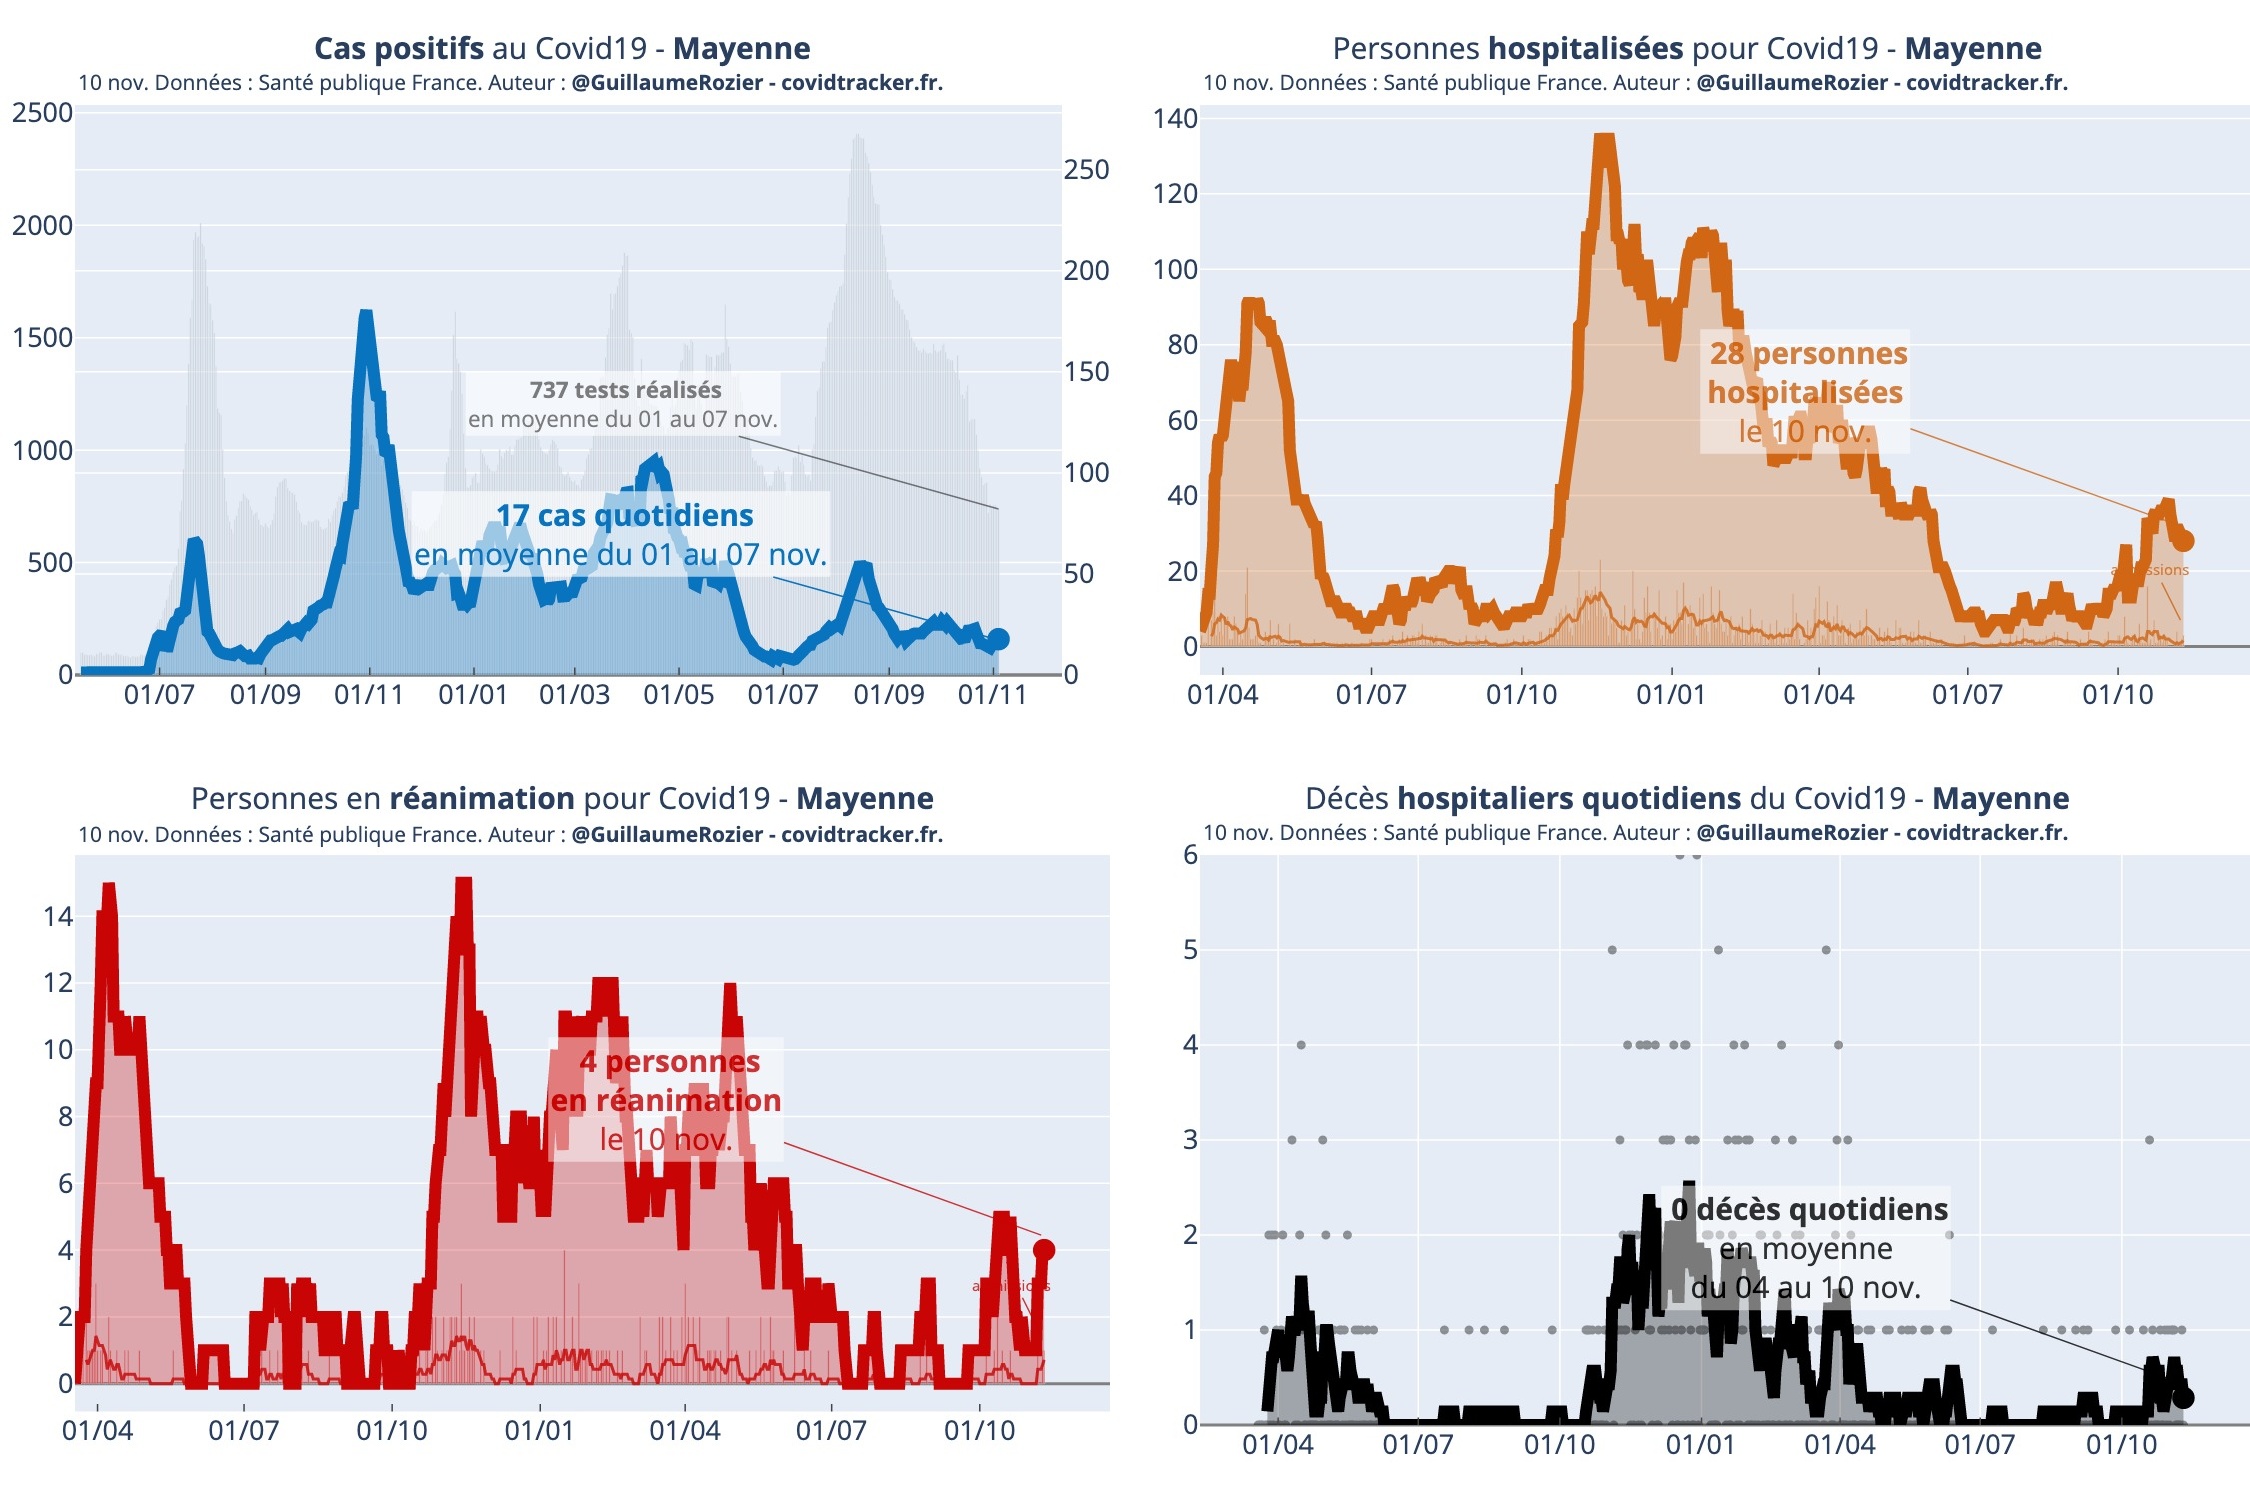 Cas positifs au Covid19 - Mayenne
10 nov. Données : Santé publique France. Auteur : @GuillaumeRozier - covidtracker.fr.
2500
2000
1500
1000
500
0
250
200
150
100
50
0
737 tests réalisés
en moyenne du 01 au 07 nov.
17 cas quotidiens
en moyenne du 01 au 07 nov.
01/07 01/09 01/11 01/01 01/03 01/05 01/07 01/09 01/11
Personnes hospitalisées pour Covid19 - Mayenne
10 nov. Données : Santé publique France. Auteur : @GuillaumeRozier - covidtracker.fr.
140
120
100
80
60
40
20
0
28 personnes
hospitalisées
le 10 nov.
admissions
01/04 01/07 01/10 01/01 01/04 01/07 01/10
Personnes en réanimation pour Covid19 - Mayenne
10 nov. Données : Santé publique France. Auteur : @GuillaumeRozier - covidtracker.fr.
14
12
10
8
6
4
2
0
4 personnes
en réanimation
le 10 nov.
admissions
01/04 01/07 01/10 01/01 01/04 01/07 01/10
Décès hospitaliers quotidiens du Covid19 - Mayenne
10 nov. Données : Santé publique France. Auteur : @GuillaumeRozier - covidtracker.fr.
6
5
4
3
2
1
0
0 décès quotidiens
en moyenne
du 04 au 10 nov.
01/04 01/07 01/10 01/01 01/04 01/07 01/10